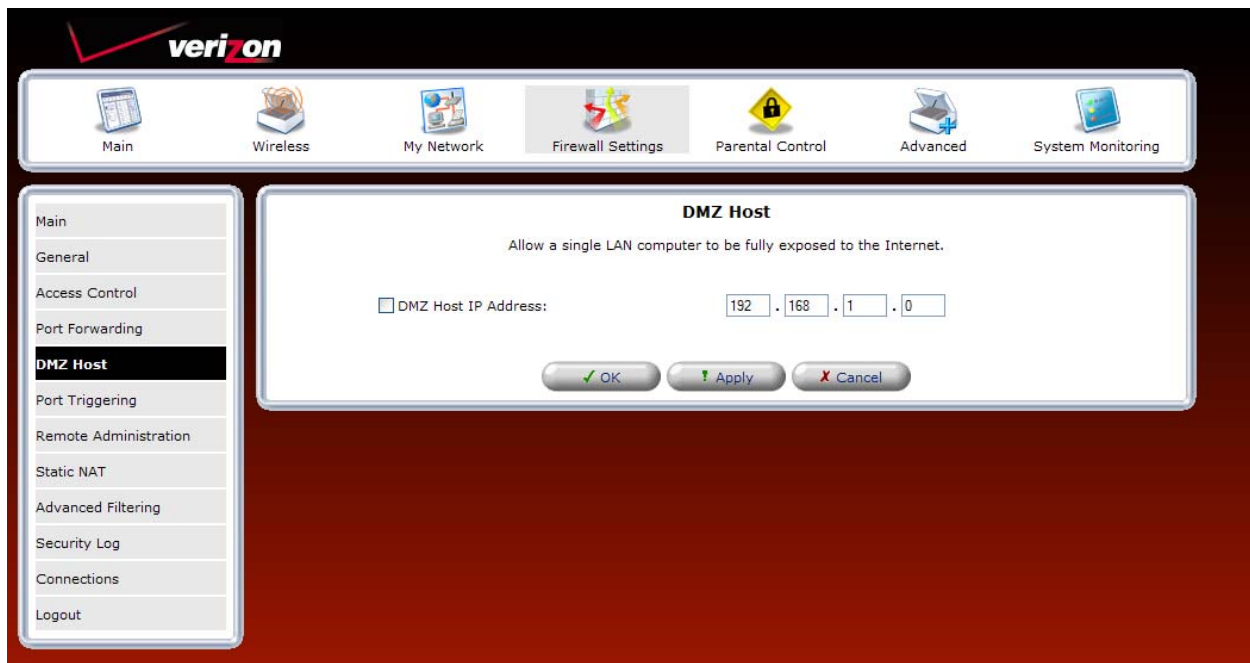 verizon
Main Wireless My Network Firewall Settings Parental Control Advanced System Monitoring
Main
General
Access Control
Port Forwarding
DMZ Host
Port Triggering
Remote Administration
Static NAT
Advanced Filtering
Security Log
Connections
Logout
DMZ Host
Allow a single LAN computer to be fully exposed to the Internet.
DMZ Host IP Address: 192 . 168 . 1 . 0
OK Apply Cancel